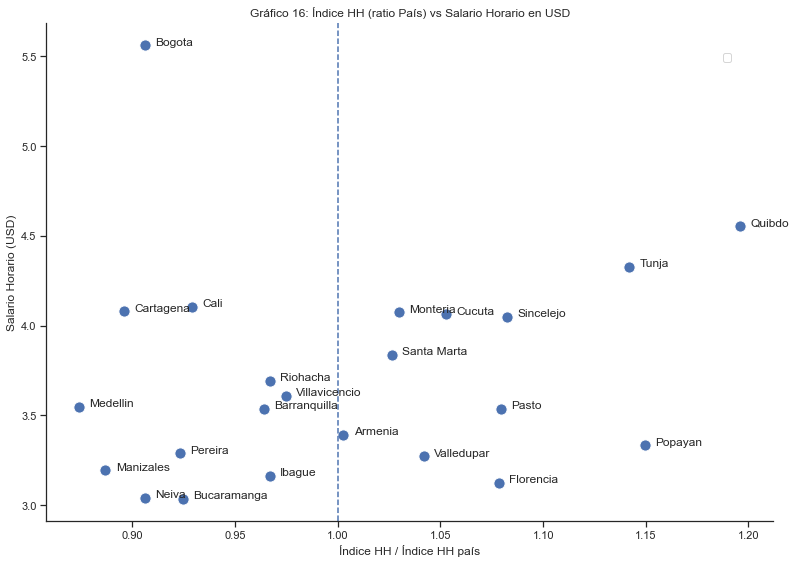 Gráfico 16: Índice HH (ratio País) vs Salario Horario en USD
Salario Horario (USD)
5.5
5.0
4.5
4.0
3.5
3.0
Bogota
Quibdo
Tunja
Cali
Cartagena
Monteria
Cucuta
Sincelejo
Santa Marta
Riohacha
Villavicencio
Medellin
Barranquilla
Pasto
Armenia
Popayan
Pereira
Valledupar
Manizales
Ibague
Florencia
Neiva
Bucaramanga
0.90
0.95
1.00
1.05
1.10
1.15
1.20
Índice HH / Índice HH país